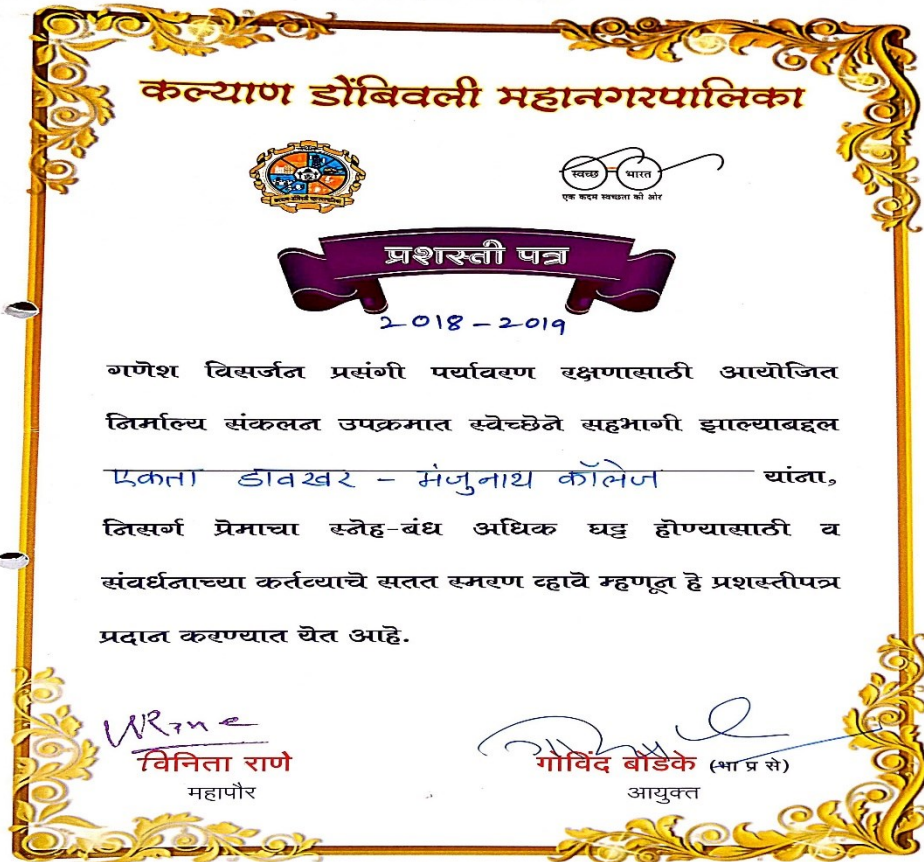 कल्याण डोंबिवली महानगरपालिका
स्वच्छ भारत
एक कदम स्वच्छता की ओर
प्रशस्ती पत्र
2018-2019
गणेश विसर्जन प्रसंगी पर्यावरण रक्षणासाठी आयोजित
निर्माल्य संकलन उपक्रमात स्वेच्छेने सहभागी झाल्याबद्दल
एकता डावखर - मंजुनाथ कॉलेज यांना,
निसर्ग प्रेमाचा स्नेह-बंध अधिक घट्ट होण्यासाठी व
संवर्धनाच्या कर्तव्याचे सतत स्मरण व्हावे म्हणून हे प्रशस्तीपत्र
प्रदान करण्यात येत आहे.
विनिता राणे
गोविंद बोडके (भा प्र से)
महापौर
आयुक्त